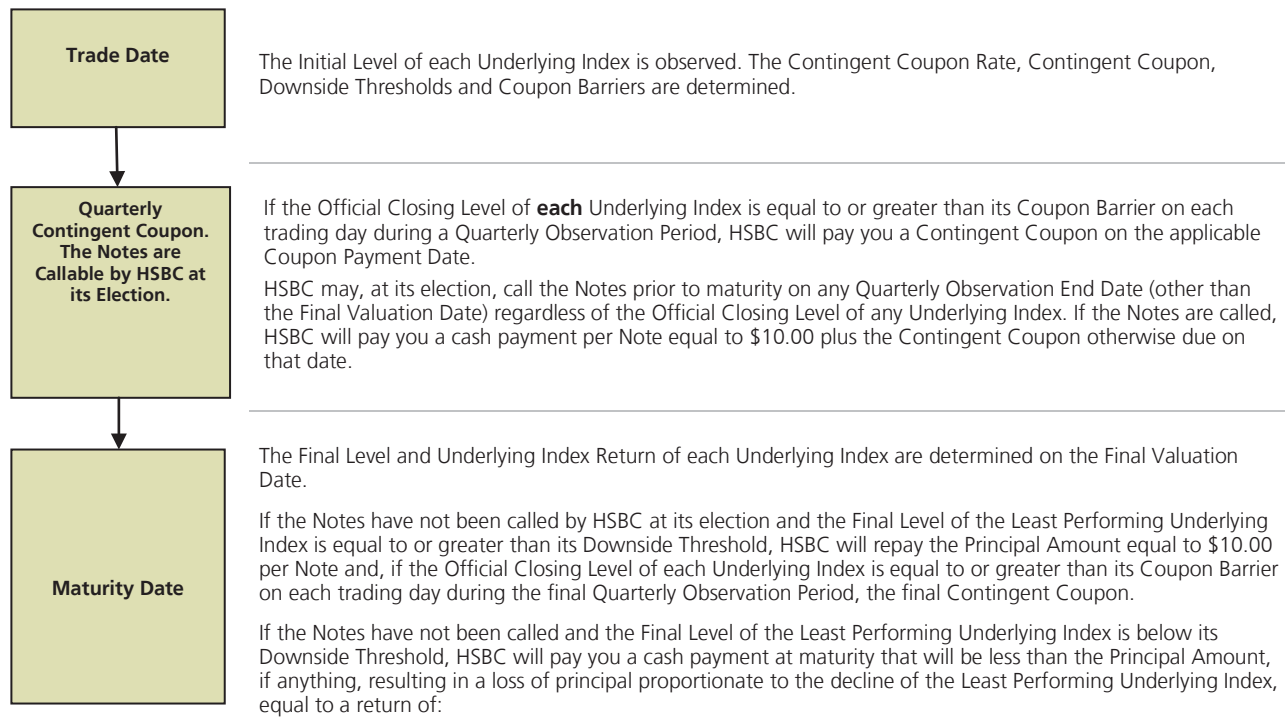 Trade Date
The Initial Level of each Underlying Index is observed. The Contingent Coupon Rate, Contingent Coupon,
Downside Thresholds and Coupon Barriers are determined.
Quarterly
Contingent Coupon.
The Notes are
Callable by HSBC at
its Election.
If the Official Closing Level of each Underlying Index is equal to or greater than its Coupon Barrier on each
trading day during a Quarterly Observation Period, HSBC will pay you a Contingent Coupon on the applicable
Coupon Payment Date.
HSBC may, at its election, call the Notes prior to maturity on any Quarterly Observation End Date (other than
the Final Valuation Date) regardless of the Official Closing Level of any Underlying Index. If the Notes are called,
HSBC will pay you a cash payment per Note equal to $10.00 plus the Contingent Coupon otherwise due on
that date.
Maturity Date
The Final Level and Underlying Index Return of each Underlying Index are determined on the Final Valuation
Date.
If the Notes have not been called by HSBC at its election and the Final Level of the Least Performing Underlying
Index is equal to or greater than its Downside Threshold, HSBC will repay the Principal Amount equal to $10.00
per Note and, if the Official Closing Level of each Underlying Index is equal to or greater than its Coupon Barrier
on each trading day during the final Quarterly Observation Period, the final Contingent Coupon.
If the Notes have not been called and the Final Level of the Least Performing Underlying Index is below its
Downside Threshold, HSBC will pay you a cash payment at maturity that will be less than the Principal Amount,
if anything, resulting in a loss of principal proportionate to the decline of the Least Performing Underlying Index,
equal to a return of: